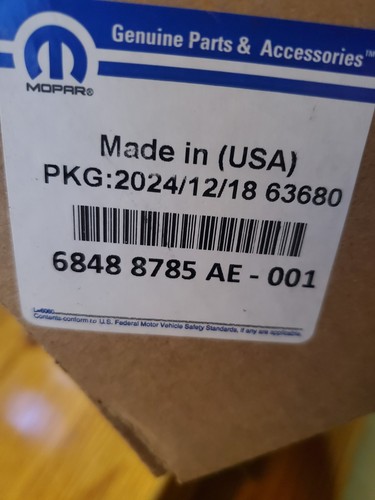 Genuine Parts & Accessories™
MOPAR®
Made in (USA)
PKG:2024/12/18 63680
6848 8785 AE - 001
Contents conform to U.S. Federal Motor Vehicle Safety Standards, if any are applicable.